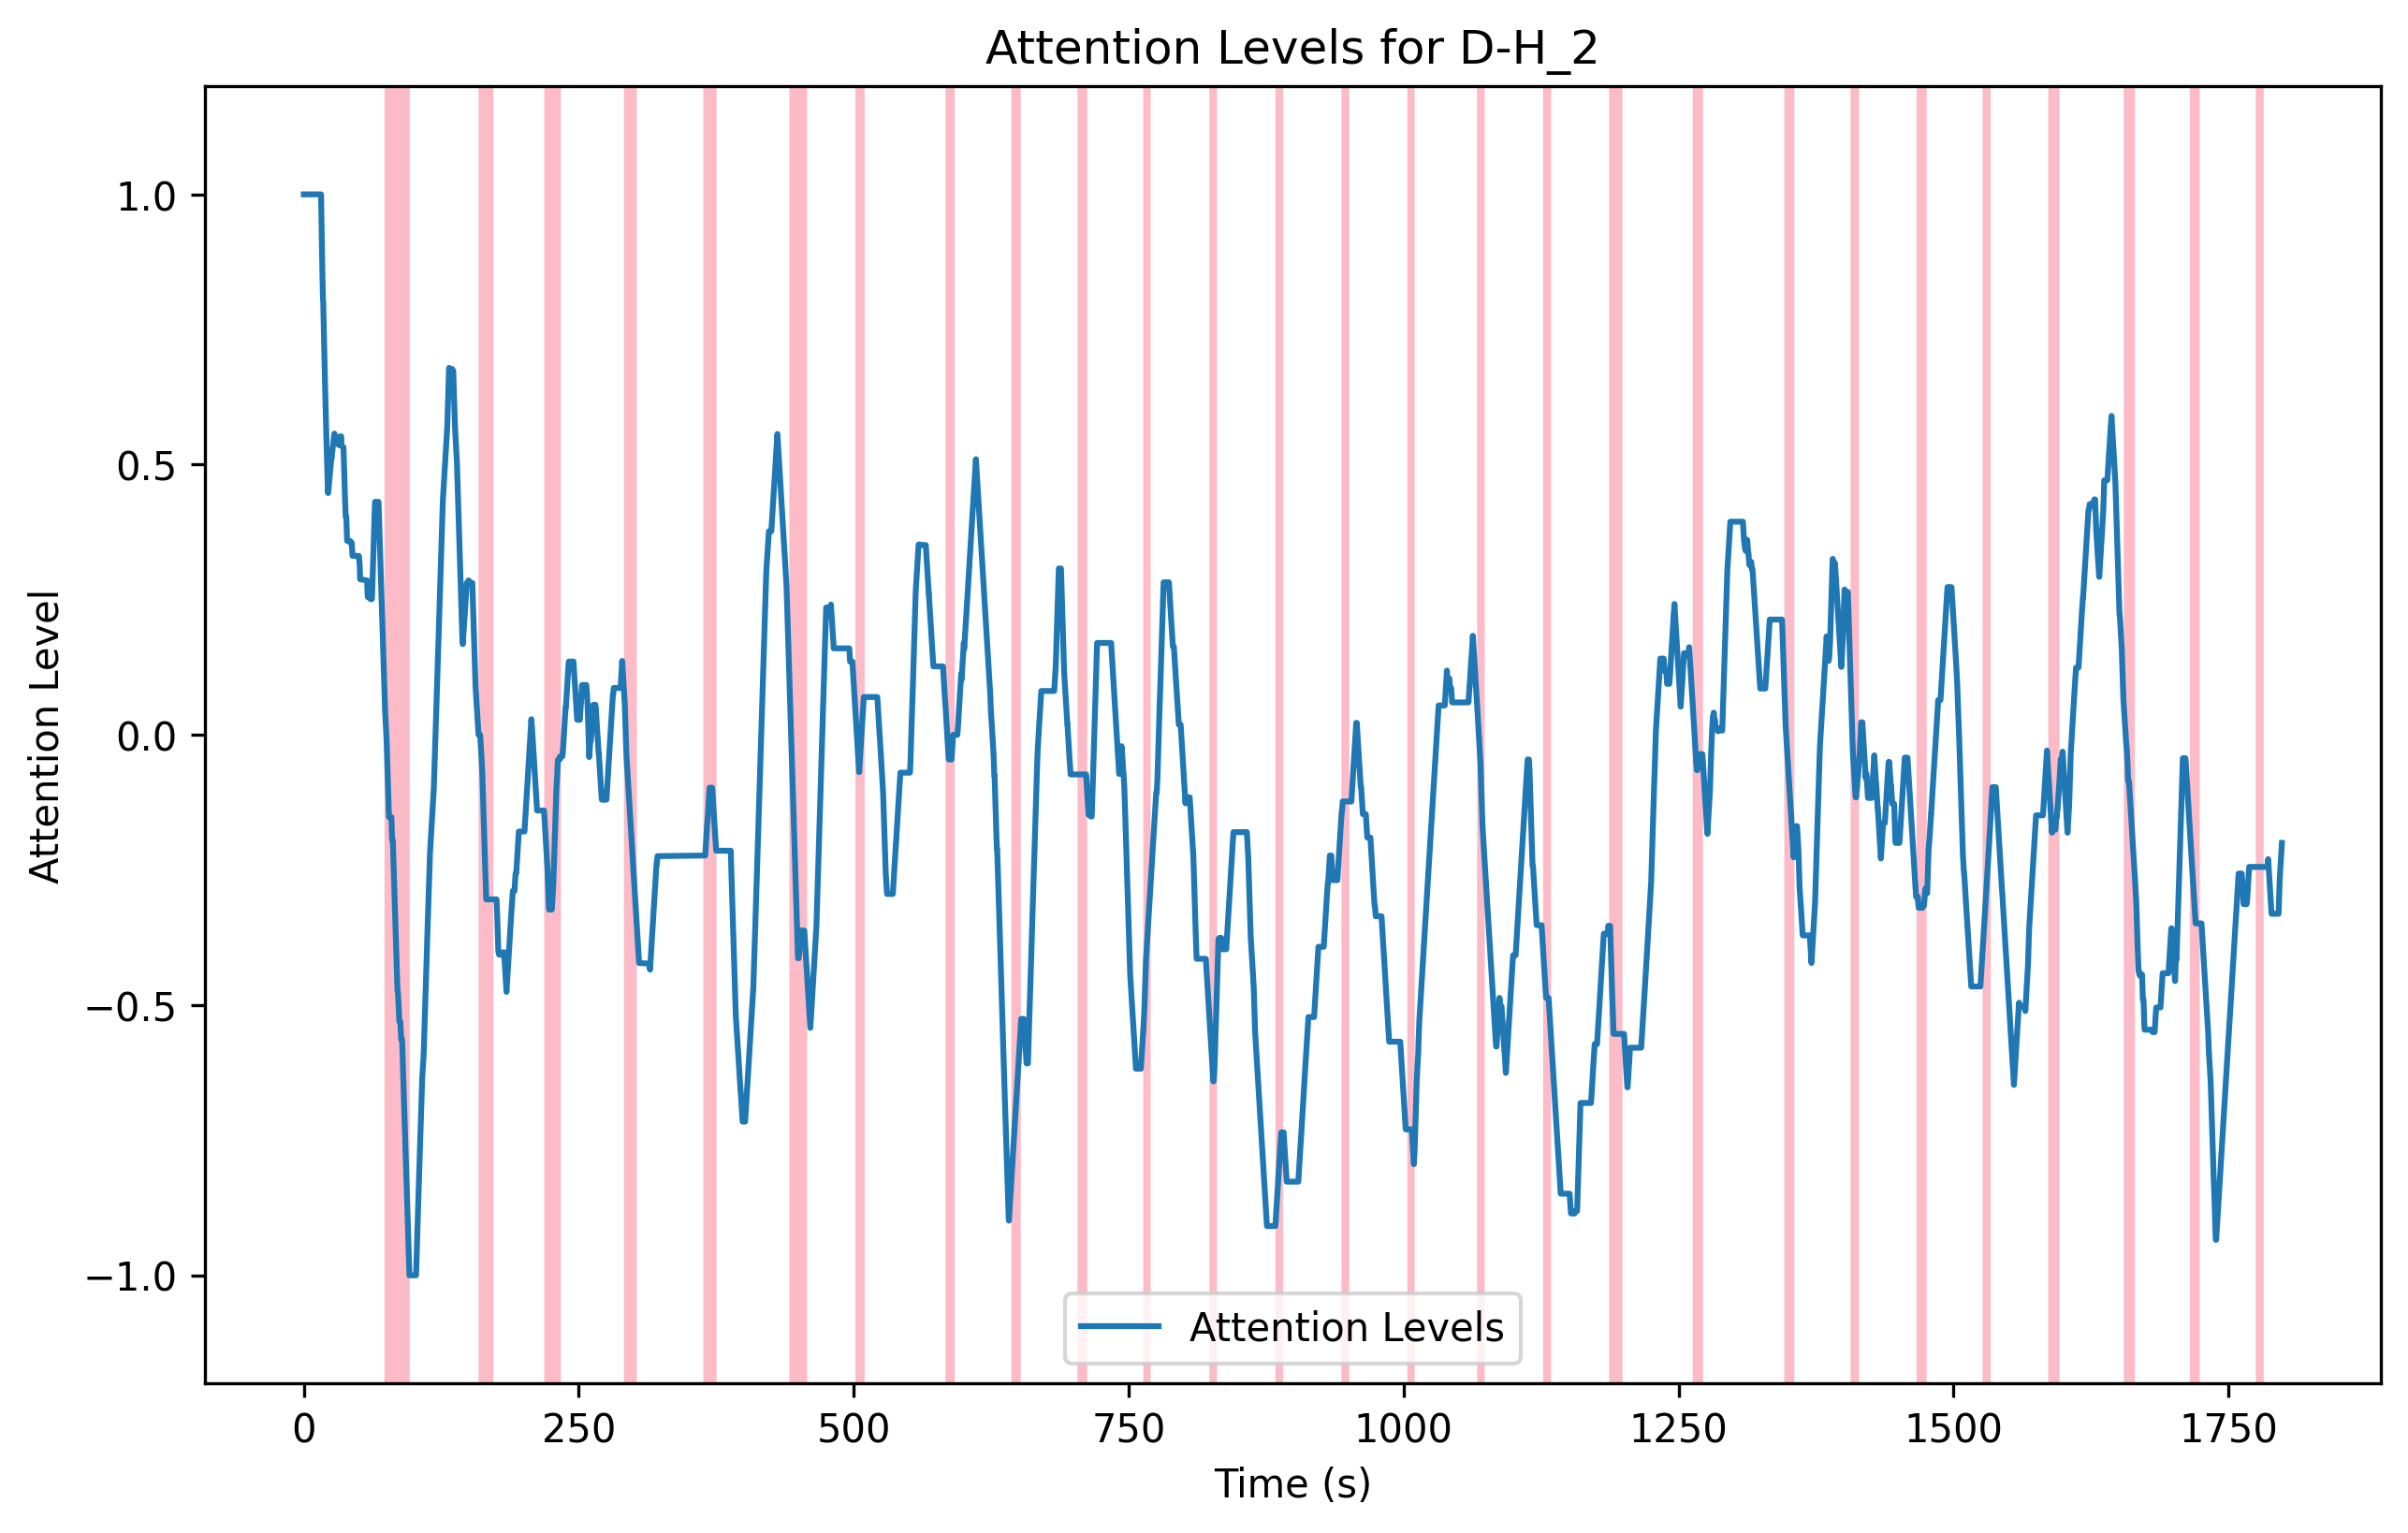 Attention Levels for D-H_2
1.0
0.5
0.0
−0.5
−1.0
Attention Level
Attention Levels
0 250 500 750 1000 1250 1500 1750
Time (s)